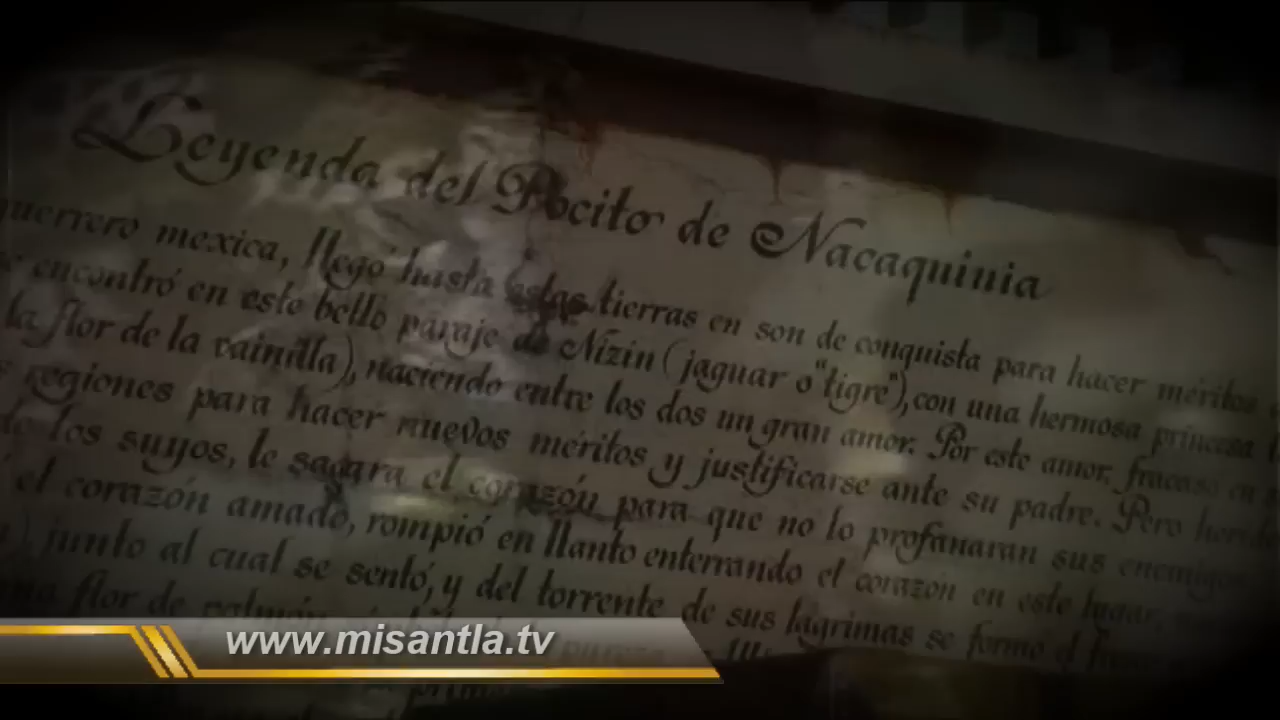 Leyenda del Pocito de Nacaquinia
guerrero mexica, llegó hasta estas tierras en son de conquista para hacer méritos
encontró en este bello paraje de Nizin (jaguar o "tigre"), con una hermosa princesa
la flor de la vainilla), naciendo entre los dos un gran amor. Por este amor, fracasó en
regiones para hacer nuevos méritos y justificarse ante su padre. Pero
los suyos, le sacara el corazón para que no lo profanaran sus enemigos
el corazón amado, rompió en llanto enterrando el corazón en este lugar,
junto al cual se sentó, y del torrente de sus lágrimas se formo el
flor de
www.misantla.tv